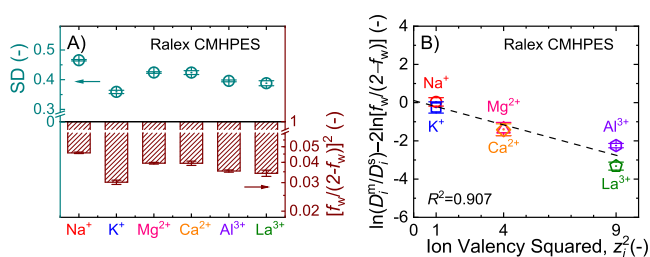 A)
Ralex CMHPES
SD (-)
0.5
0.4
0.3
0
1
0.05
0.04
0.03
0.02
[f_w/(2-f_w)]² (-)
Na⁺ K⁺ Mg²⁺ Ca²⁺ Al³⁺ La³⁺
B)
Ralex CMHPES
ln(D_i^m/D_i^s)−2ln[f_w/(2−f_w)] (-)
4
2
0
-2
-4
-6
Na⁺
K⁺
Mg²⁺
Ca²⁺
Al³⁺
La³⁺
R²=0.907
0 1 4 9
Ion Valency Squared, z_i²(-)